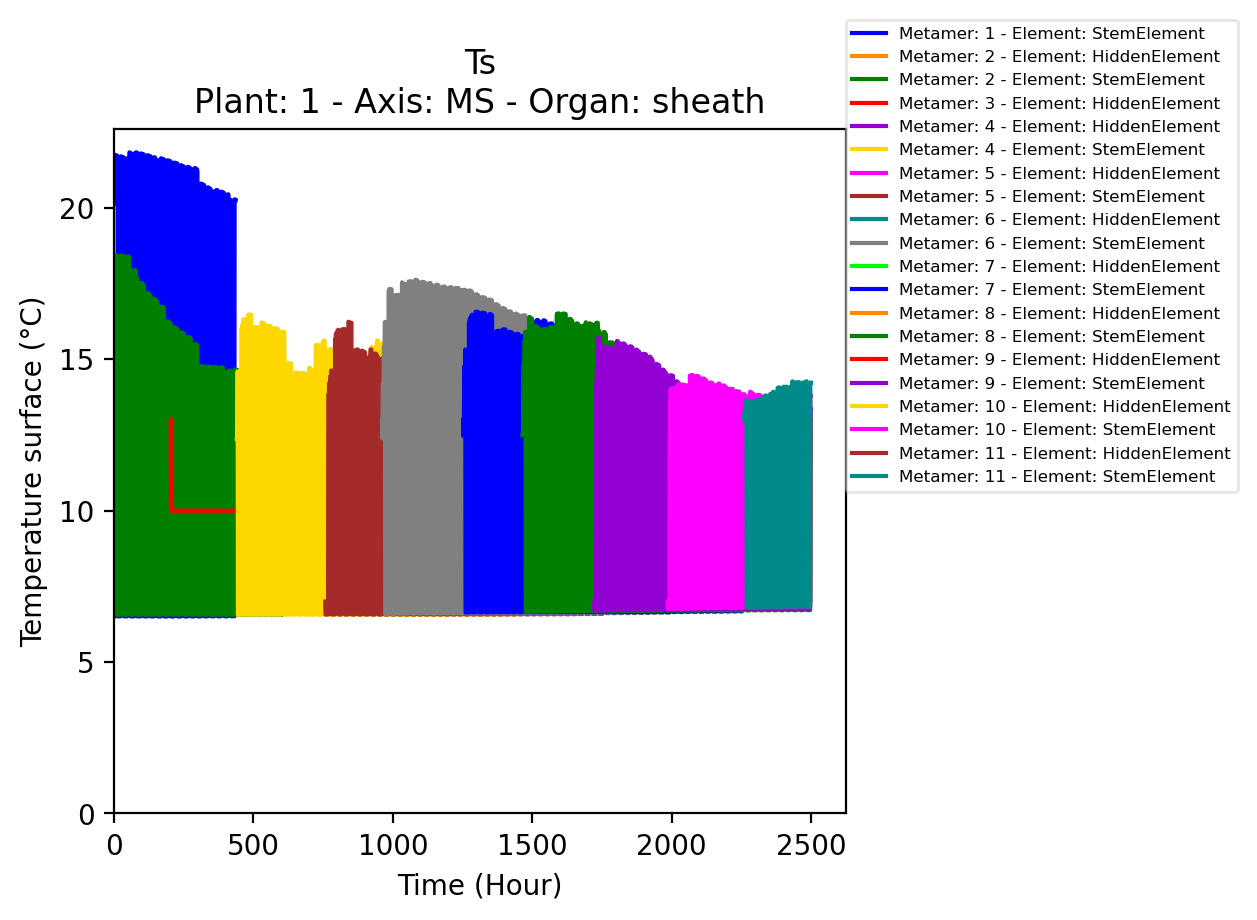 Ts
Plant: 1 - Axis: MS - Organ: sheath
Metamer: 1 - Element: StemElement
Metamer: 2 - Element: HiddenElement
Metamer: 2 - Element: StemElement
Metamer: 3 - Element: HiddenElement
Metamer: 4 - Element: HiddenElement
Metamer: 4 - Element: StemElement
Metamer: 5 - Element: HiddenElement
Metamer: 5 - Element: StemElement
Metamer: 6 - Element: HiddenElement
Metamer: 6 - Element: StemElement
Metamer: 7 - Element: HiddenElement
Metamer: 7 - Element: StemElement
Metamer: 8 - Element: HiddenElement
Metamer: 8 - Element: StemElement
Metamer: 9 - Element: HiddenElement
Metamer: 9 - Element: StemElement
Metamer: 10 - Element: HiddenElement
Metamer: 10 - Element: StemElement
Metamer: 11 - Element: HiddenElement
Metamer: 11 - Element: StemElement
Temperature surface (°C)
20
15
10
5
0
0 500 1000 1500 2000 2500
Time (Hour)